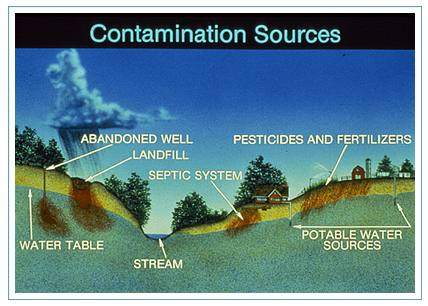 Contamination Sources
ABANDONED WELL
LANDFILL
PESTICIDES AND FERTILIZERS
SEPTIC SYSTEM
WATER TABLE
STREAM
POTABLE WATER
SOURCES